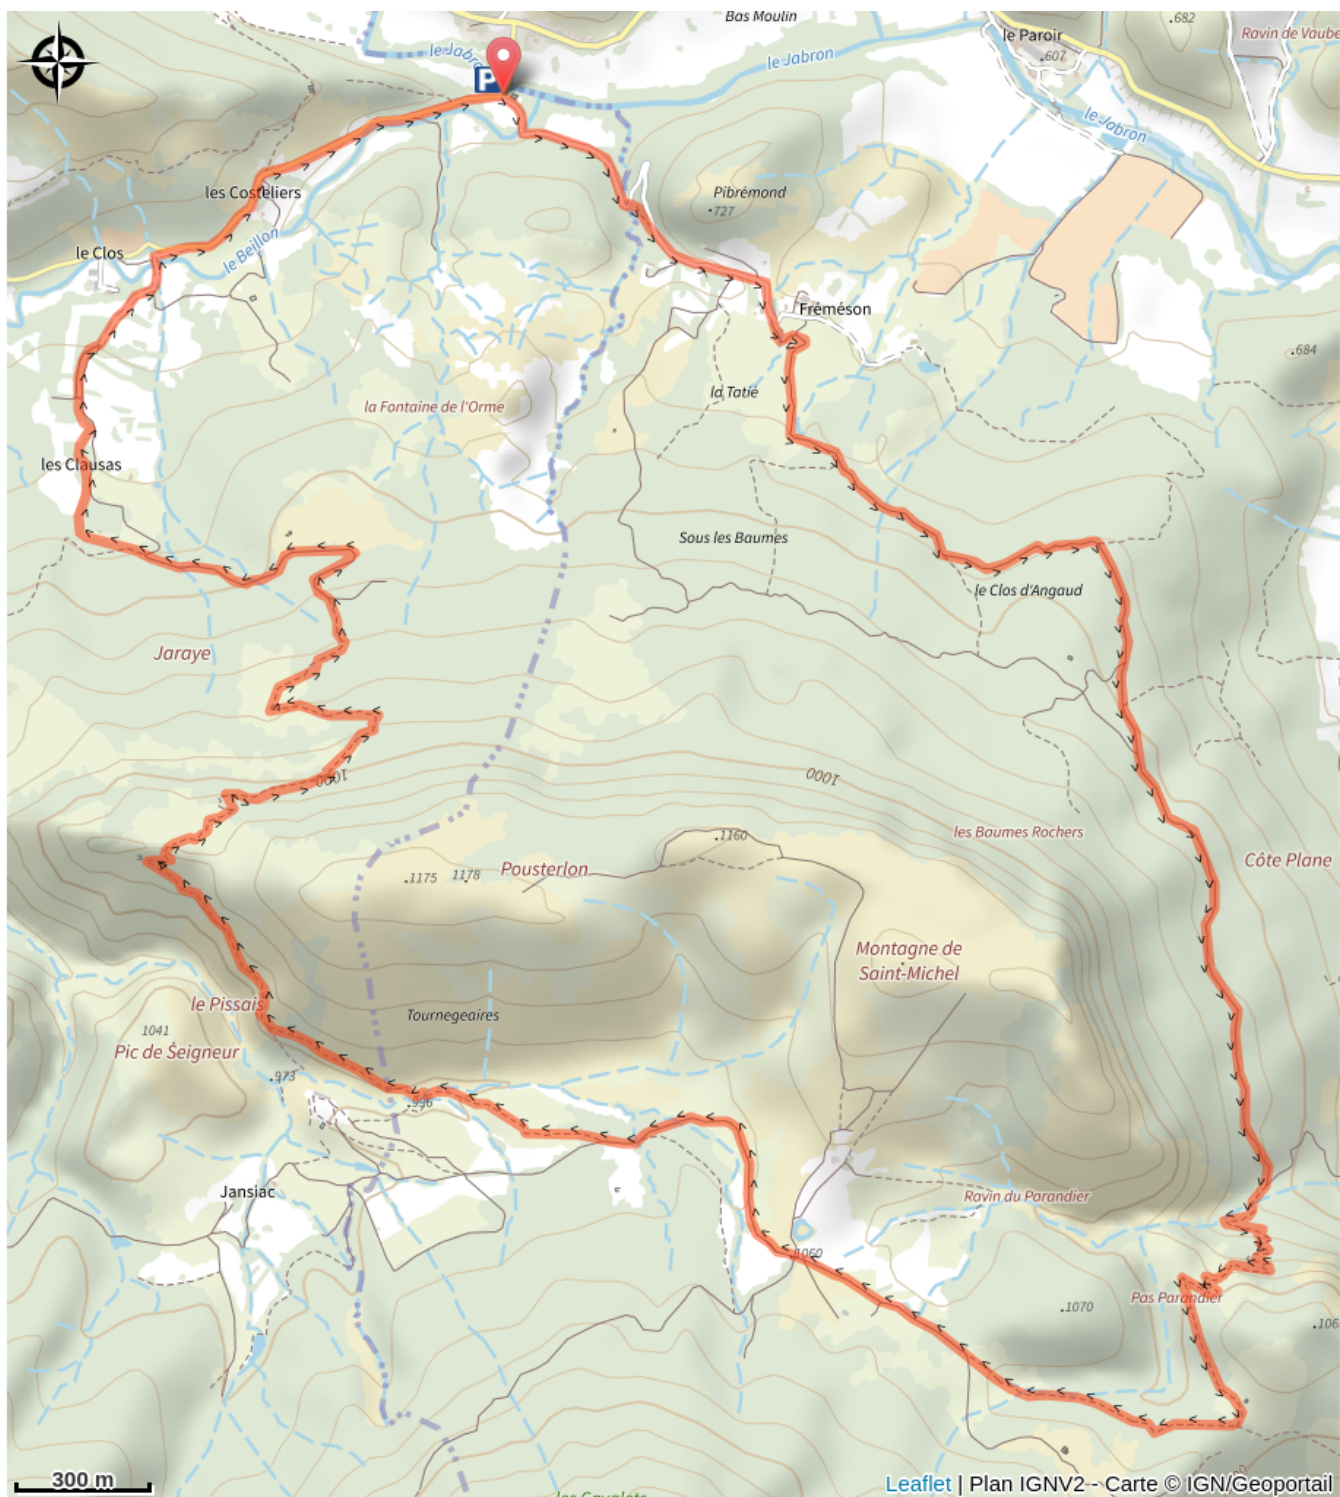 Bas Moulin
.682
Ravin de Vaube
le Jabro
P
le Jabron
le Paroir
.607
le Jabron
les Costeliers
Pibrémond
.727
le Clos
le Beillon
Fréméson
.684
la Tatié
la Fontaine de l'Orme
les Clausas
Sous les Baumes
le Clos d'Angaud
Jaraye
1000
1000
les Baumes Rochers
.1160
Côte Plane
Pousterlon
.1175
1178
Montagne de
Saint-Michel
le Pissais
Tournegeaires
1041
Pic de Seigneur
.973
.996
Jansiac
Ravin du Parandier
.1060
Pas Parandier
.1070
.106
300 m
Leaflet | Plan IGNV2 - Carte © IGN/Geoportail